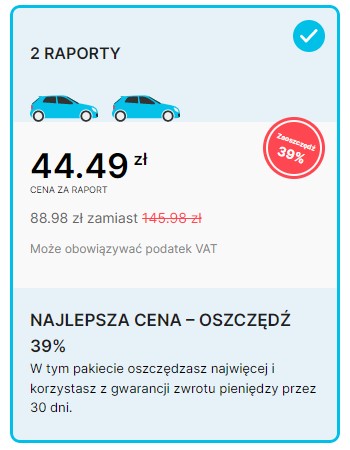 2 RAPORTY
44.49 zł
CENA ZA RAPORT
Zaoszczędź
39%
88.98 zł zamiast 145.98 zł
Może obowiązywać podatek VAT
NAJLEPSZA CENA – OSZCZĘDŹ
39%
W tym pakiecie oszczędzasz najwięcej i
korzystasz z gwarancji zwrotu pieniędzy przez
30 dni.